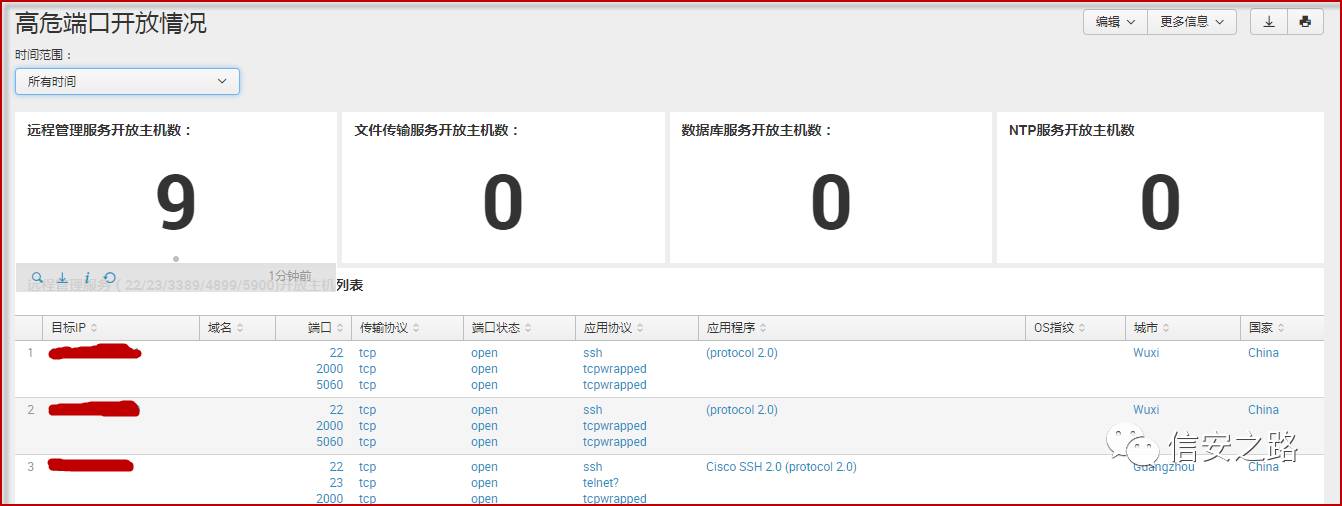 高危端口开放情况
编辑 更多信息
时间范围：
所有时间
远程管理服务开放主机数： 文件传输服务开放主机数： 数据库服务开放主机数： NTP服务开放主机数
9 0 0 0
1分钟前
远程管理服务（22/23/3389/4899/5900)开放主机列表
目标IP 域名 端口 传输协议 端口状态 应用协议 应用程序 OS指纹 城市 国家
1 22 tcp open ssh (protocol 2.0) Wuxi China
2000 tcp open tcpwrapped
5060 tcp open tcpwrapped
2 22 tcp open ssh (protocol 2.0) Wuxi China
2000 tcp open tcpwrapped
5060 tcp open tcpwrapped
信安之路
3 22 tcp open ssh Cisco SSH 2.0 (protocol 2.0) Guangzhou China
23 tcp open telnet?
2000 tcp open tcpwrapped